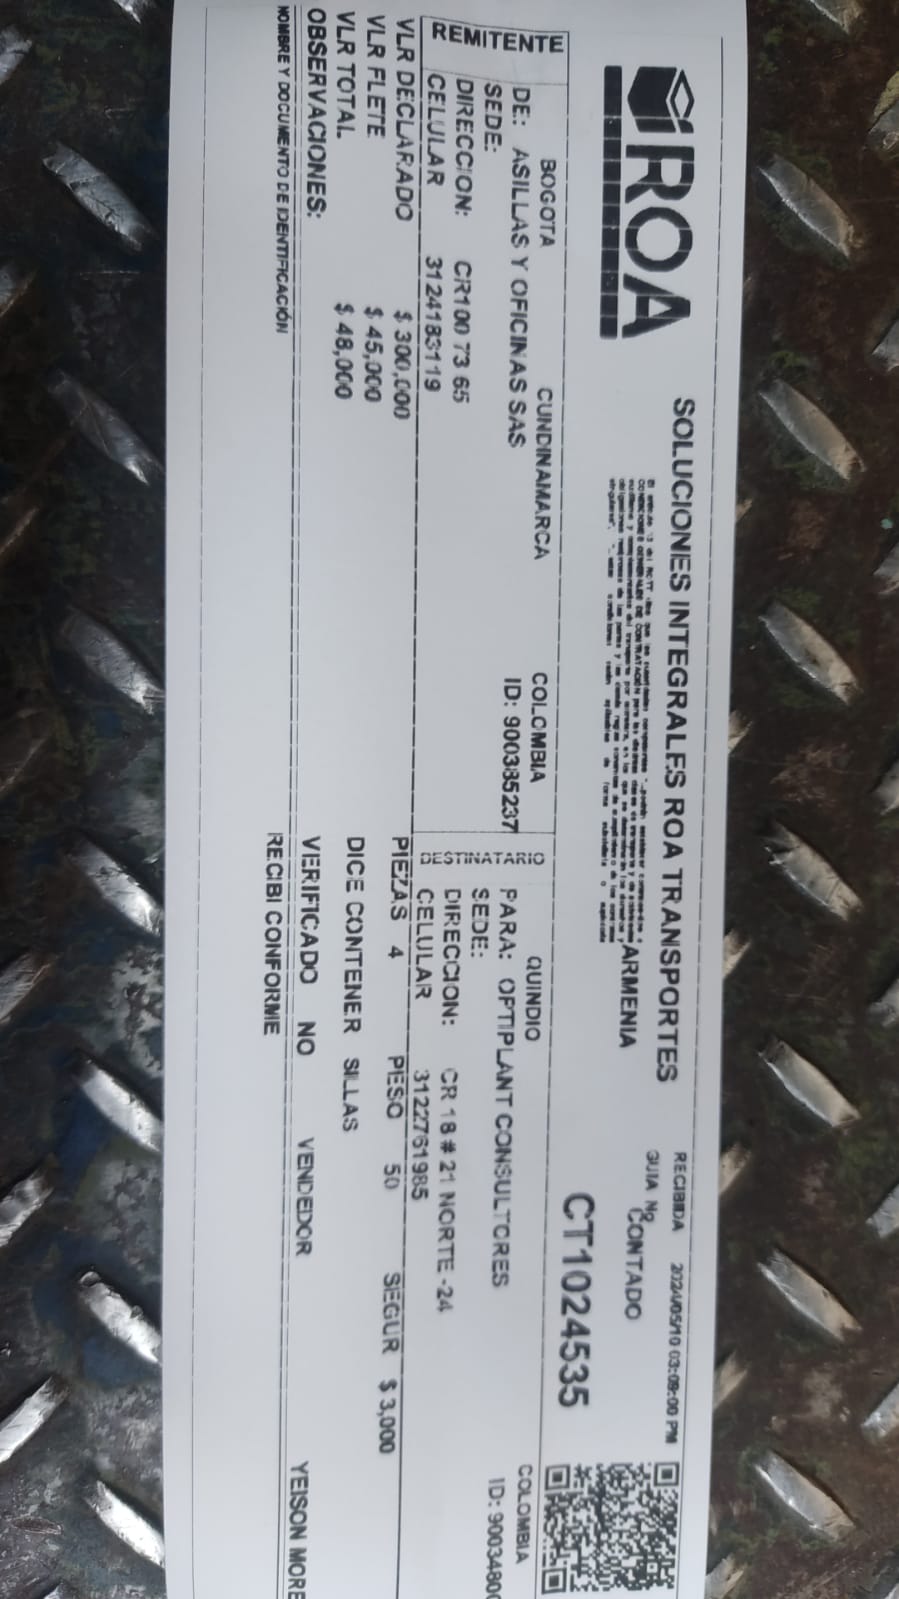 ROA
SOLUCIONES INTEGRALES ROA TRANSPORTES
RECIBIDA 2024/05/10 03:09:00 PM
GUIA No
CONTADO
ARMENIA
CT1024535
REMITENTE
BOGOTA CUNDINAMARCA COLOMBIA
DE: ASILLAS Y OFICINAS SAS ID: 900385237
SEDE:
DIRECCION: CR100 73 65
CELULAR 3124183119
DESTINATARIO
QUINDIO COLOMBIA
PARA: OPTIPLANT CONSULTORES
SEDE:
DIRECCION: CR 18 # 21 NORTE -24
CELULAR 3122761985
VLR DECLARADO $ 300,000
VLR FLETE $ 45,000
VLR TOTAL $ 48,000
OBSERVACIONES:
PIEZAS 4 PESO 50 SEGUR $ 3,000
DICE CONTENER SILLAS
VERIFICADO NO VENDEDOR YEISON
NOMBRE Y DOCUMENTO DE IDENTIFICACIÓN
RECIBI CONFORME